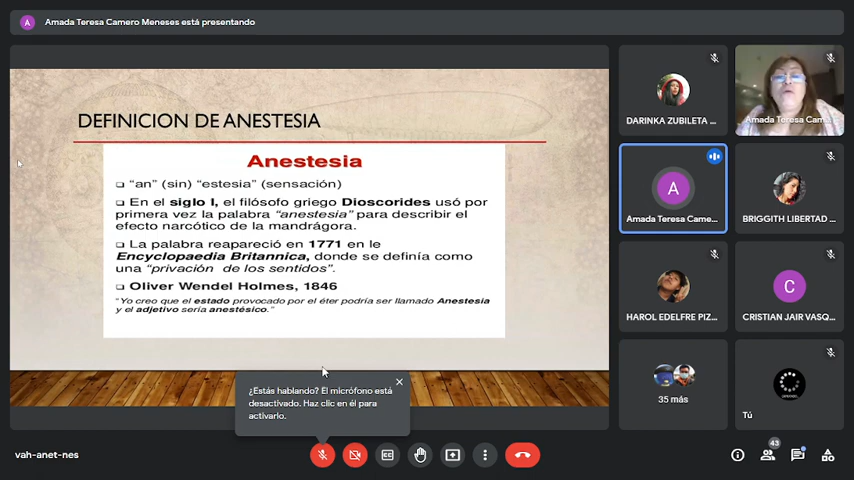 A Amada Teresa Camero Meneses está presentando
DEFINICION DE ANESTESIA
Anestesia
❑ “an” (sin) “estesia” (sensación)
❑ En el siglo I, el filósofo griego Dioscorides usó por
primera vez la palabra “anestesia” para describir el
efecto narcótico de la mandrágora.
❑ La palabra reapareció en 1771 en le
Encyclopaedia Britannica, donde se definía como
una “privación de los sentidos”.
❑ Oliver Wendel Holmes, 1846
“Yo creo que el estado provocado por el éter podría ser llamado Anestesia
y el adjetivo sería anestésico.”
DARINKA ZUBILETA ...
Amada Teresa Cam...
A
Amada Teresa Came...
BRIGGITH LIBERTAD ...
HAROL EDELFRE PIZ...
C
CRISTIAN JAIR VASQ...
35 más
Tú
¿Estás hablando? El micrófono está
desactivado. Haz clic en él para
activarlo.
vah-anet-nes
43